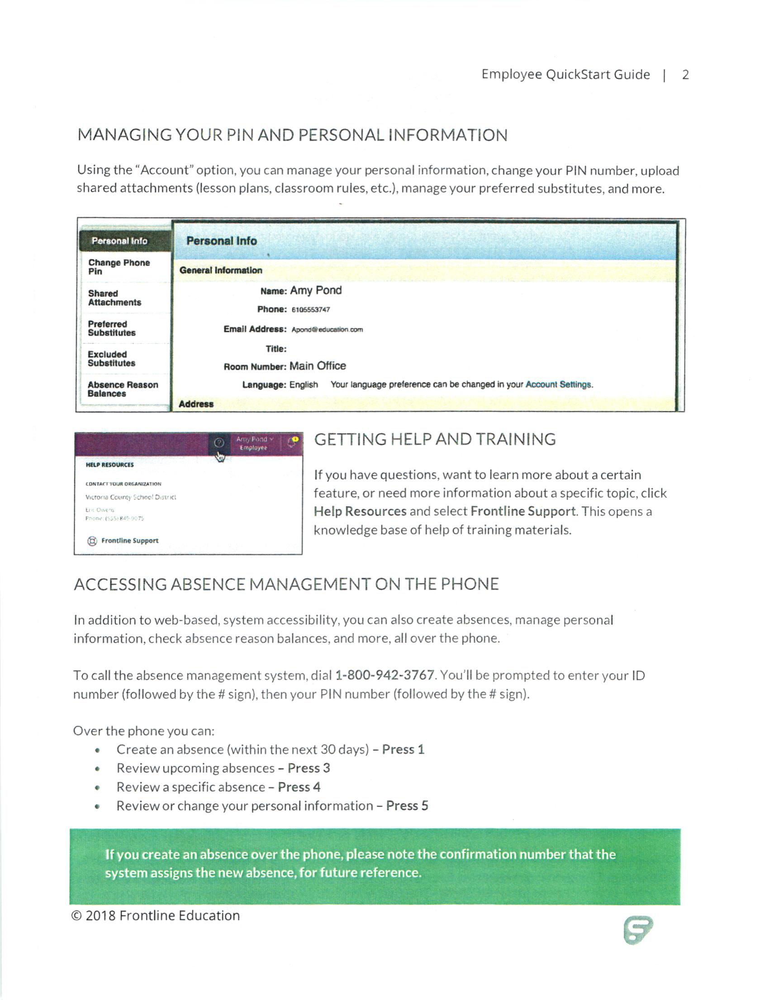 Employee QuickStart Guide | 2
MANAGING YOUR PIN AND PERSONAL INFORMATION
Using the “Account” option, you can manage your personal information, change your PIN number, upload
shared attachments (lesson plans, classroom rules, etc.), manage your preferred substitutes, and more.
Personal Info
Change Phone
Pin
Shared
Attachments
Preferred
Substitutes
Excluded
Substitutes
Absence Reason
Balances
Personal Info
General Information
Name: Amy Pond
Phone: 6105553747
Email Address: Apond@education.com
Title:
Room Number: Main Office
Language: English Your language preference can be changed in your Account Settings.
Address
Amy Pond
Employee
HELP RESOURCES
CONTACT YOUR ORGANIZATION
Victoria County School District
Eric Owens
Phone: (555) 849-9075
Frontline Support
GETTING HELP AND TRAINING
If you have questions, want to learn more about a certain
feature, or need more information about a specific topic, click
Help Resources and select Frontline Support. This opens a
knowledge base of help of training materials.
ACCESSING ABSENCE MANAGEMENT ON THE PHONE
In addition to web-based, system accessibility, you can also create absences, manage personal
information, check absence reason balances, and more, all over the phone.
To call the absence management system, dial 1-800-942-3767. You’ll be prompted to enter your ID
number (followed by the # sign), then your PIN number (followed by the # sign).
Over the phone you can:
• Create an absence (within the next 30 days) – Press 1
• Review upcoming absences – Press 3
• Review a specific absence – Press 4
• Review or change your personal information – Press 5
If you create an absence over the phone, please note the confirmation number that the
system assigns the new absence, for future reference.
© 2018 Frontline Education